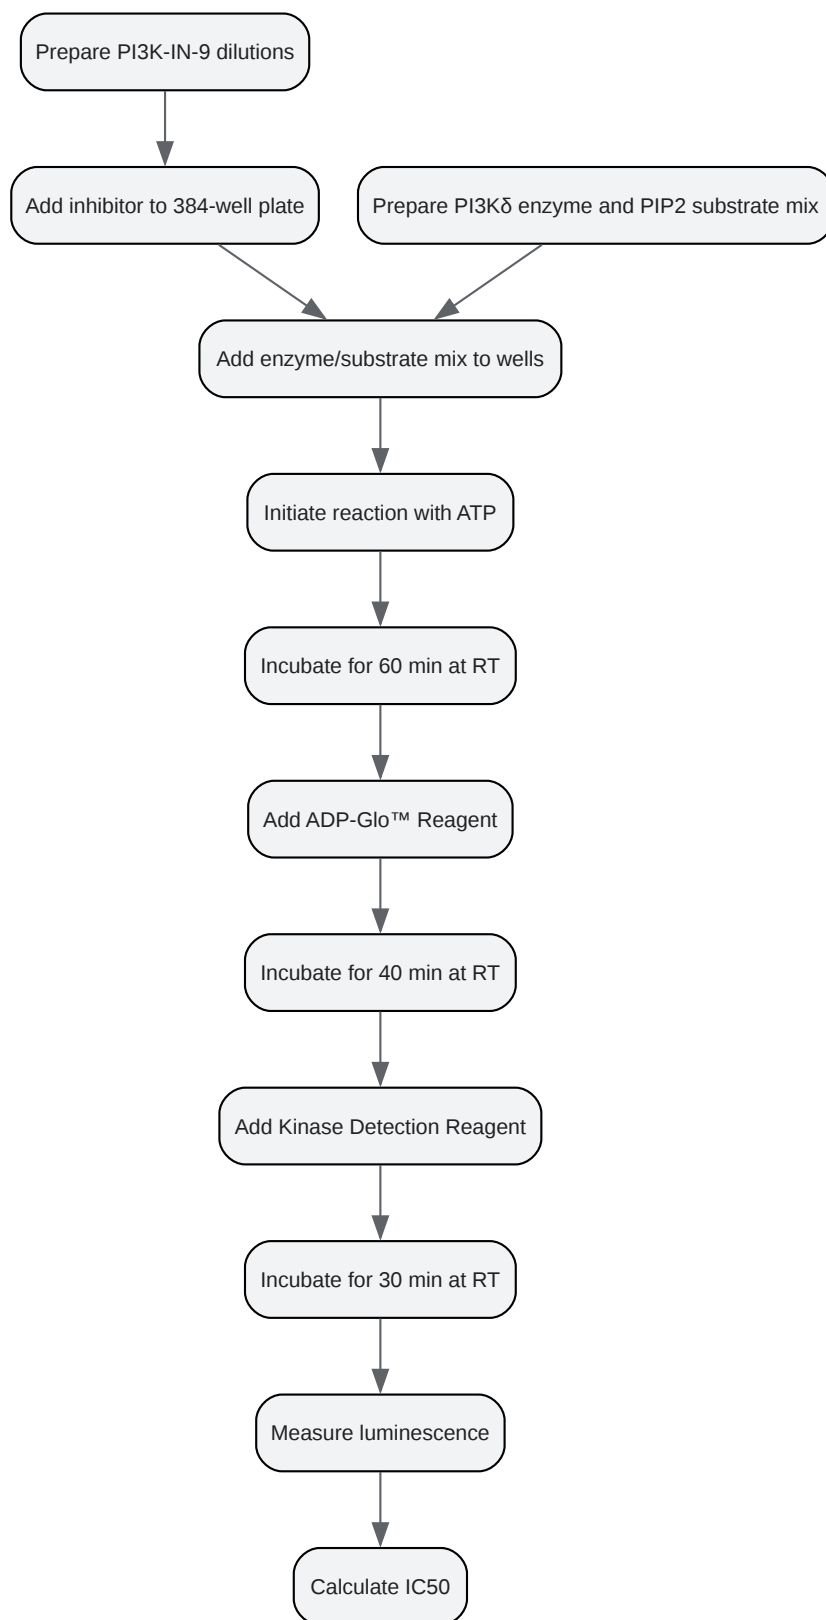 Prepare PI3K-IN-9 dilutions
Add inhibitor to 384-well plate
Prepare PI3Kδ enzyme and PIP2 substrate mix
Add enzyme/substrate mix to wells
Initiate reaction with ATP
Incubate for 60 min at RT
Add ADP-Glo™ Reagent
Incubate for 40 min at RT
Add Kinase Detection Reagent
Incubate for 30 min at RT
Measure luminescence
Calculate IC50